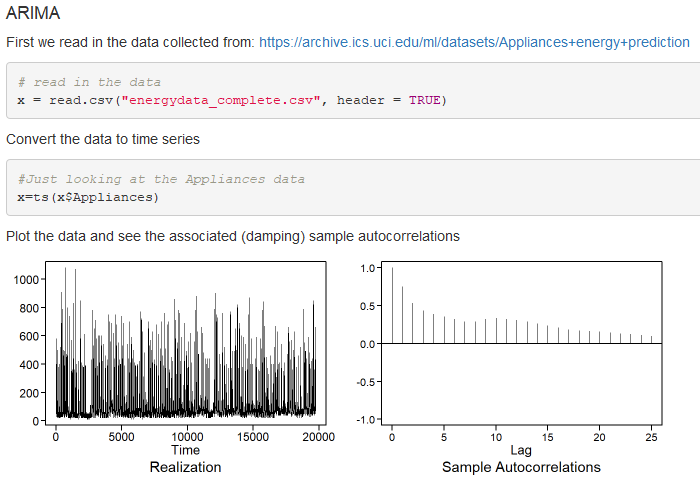 ARIMA
First we read in the data collected from: https://archive.ics.uci.edu/ml/datasets/Appliances+energy+prediction
# read in the data
x = read.csv("energydata_complete.csv", header = TRUE)
Convert the data to time series
#Just looking at the Appliances data
x=ts(x$Appliances)
Plot the data and see the associated (damping) sample autocorrelations
1000
800
600
400
200
0
0 5000 10000 15000 20000
Time
Realization
1.0
0.5
0.0
-0.5
-1.0
0 5 10 15 20 25
Lag
Sample Autocorrelations